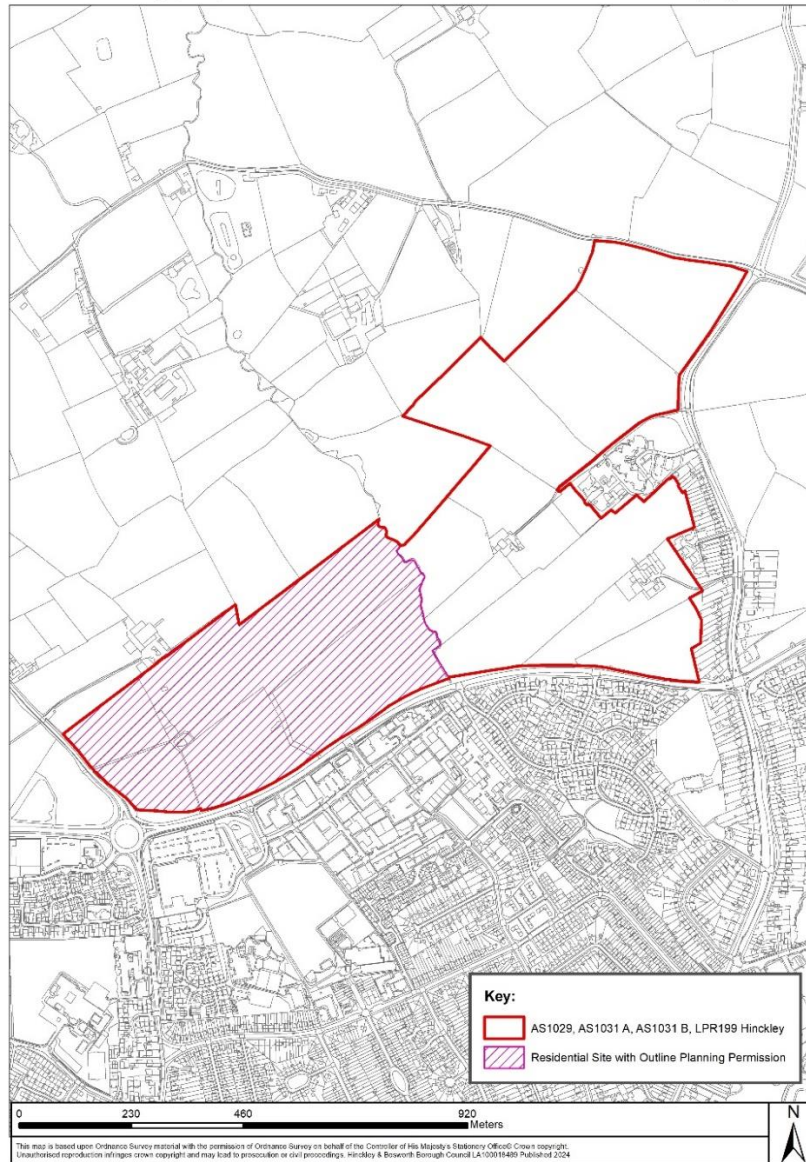 Key:
AS1029, AS1031 A, AS1031 B, LPR199 Hinckley
Residential Site with Outline Planning Permission
0 230 460 920
Meters
N
This map is based upon Ordnance Survey material with the permission of Ordnance Survey on behalf of the Controller of His Majesty's Stationery Office© Crown copyright.
Unauthorised reproduction infringes crown copyright and may lead to prosecution or civil proceedings. Hinckley & Bosworth Borough Council LA100018489 Published 2024